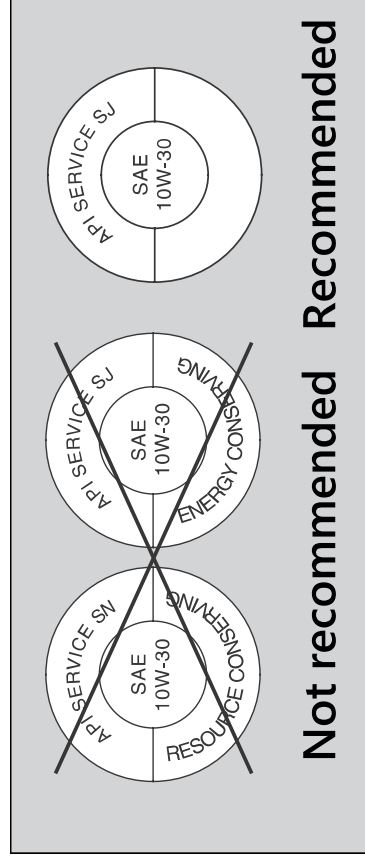 API SERVICE SN
SAE
10W-30
RESOURCE CONSERVING
API SERVICE SJ
SAE
10W-30
ENERGY CONSERVING
Not recommended
API SERVICE SJ
SAE
10W-30
Recommended